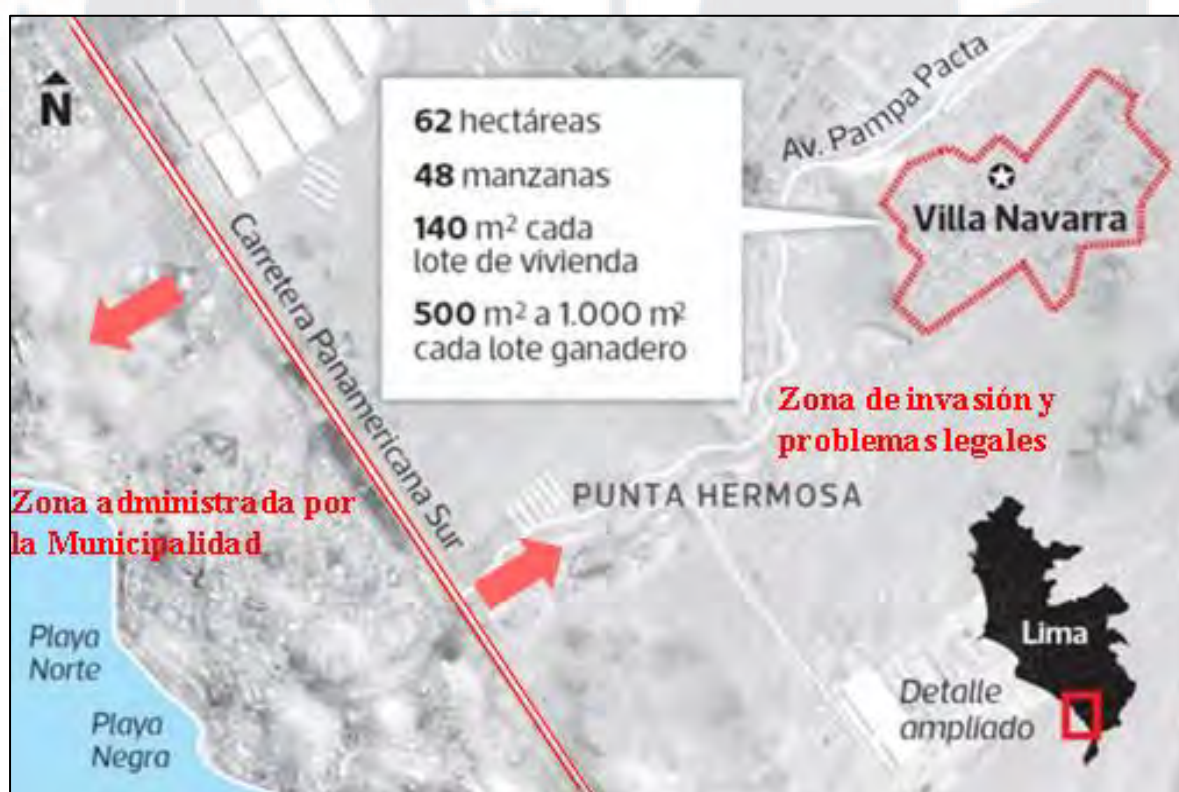 N
62 hectáreas
48 manzanas
140 m² cada
lote de vivienda
500 m² a 1.000 m²
cada lote ganadero
Av. Pampa Pacta
Villa Navarra
Carretera Panamericana Sur
Zona de invasión y
problemas legales
Zona administrada por
la Municipalidad
PUNTA HERMOSA
Playa
Norte
Playa
Negra
Lima
Detalle
ampliado